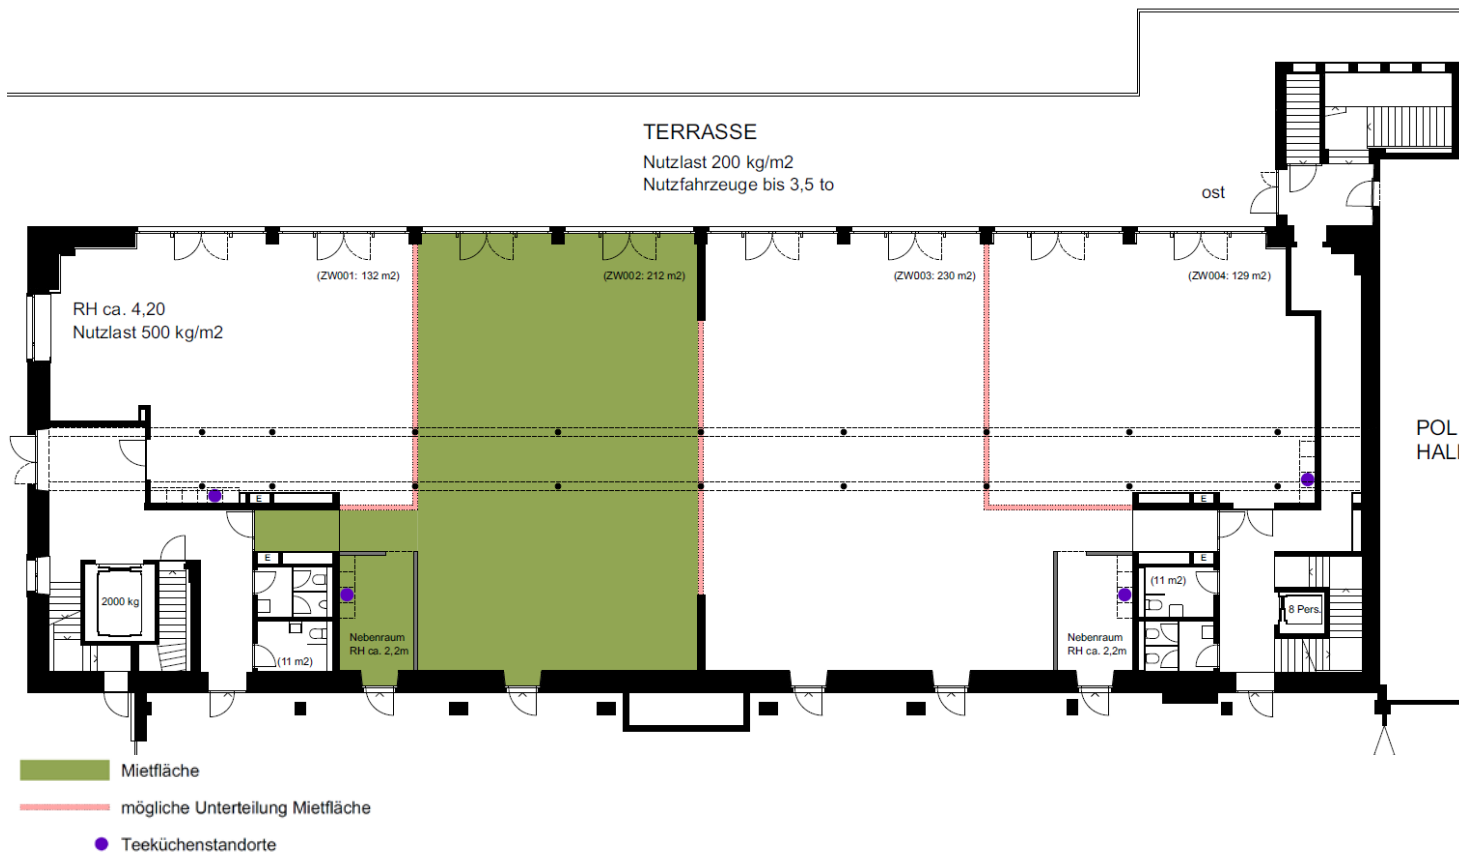 TERRASSE
Nutzlast 200 kg/m2
Nutzfahrzeuge bis 3,5 to
ost
(ZW001: 132 m2)
(ZW002: 212 m2)
(ZW003: 230 m2)
(ZW004: 129 m2)
RH ca. 4,20
Nutzlast 500 kg/m2
POL
HALL
E
E
E
E
2000 kg
(11 m2)
8 Pers.
Nebenraum
RH ca. 2,2m
(11 m2)
Nebenraum
RH ca. 2,2m
Mietfläche
mögliche Unterteilung Mietfläche
Teeküchenstandorte